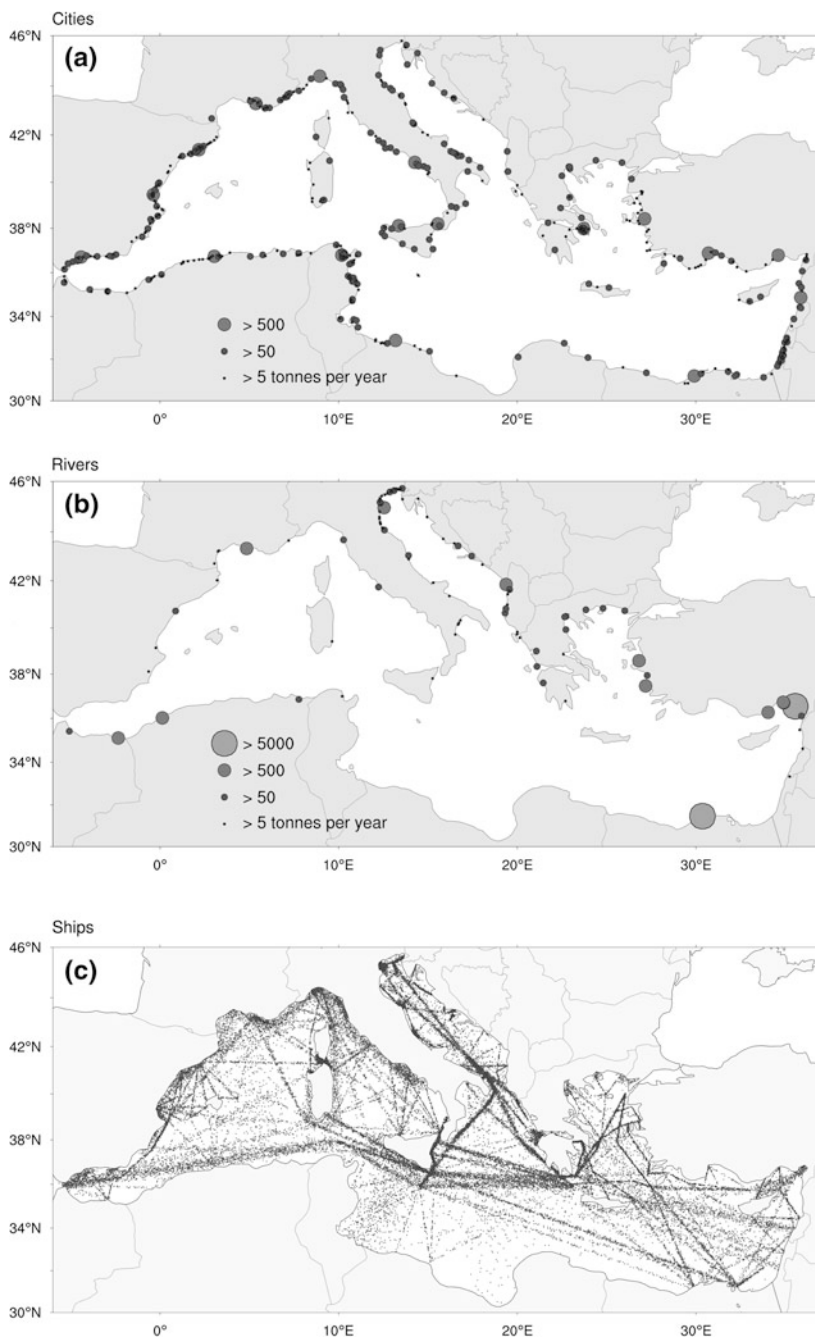 Cities
46°N
(a)
42°N
38°N
34°N
> 500
> 50
> 5 tonnes per year
30°N
0°
10°E
20°E
30°E
Rivers
46°N
(b)
42°N
38°N
34°N
> 5000
> 500
> 50
> 5 tonnes per year
30°N
0°
10°E
20°E
30°E
Ships
46°N
(c)
42°N
38°N
34°N
30°N
0°
10°E
20°E
30°E